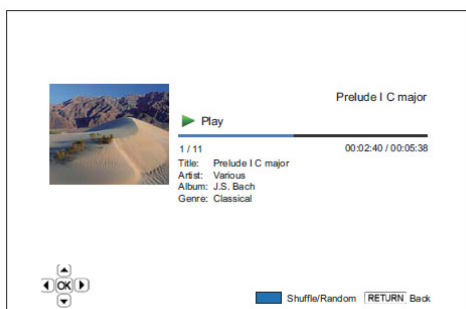 Prelude I C major
Play
1 / 11 00:02:40 / 00:05:38
Title: Prelude I C major
Artist: Various
Album: J.S. Bach
Genre: Classical
OK
Shuffle/Random RETURN Back